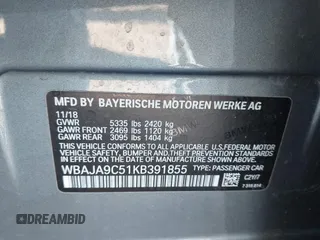 MFD BY BAYERISCHE MOTOREN WERKE AG
11/18
GVWR 5335 lbs 2420 kg
GAWR FRONT 2469 lbs 1120 kg
GAWR REAR 3095 lbs 1404 kg
THIS VEHICLE CONFORMS TO ALL APPLICABLE U.S. FEDERAL MOTOR
VEHICLE SAFETY, BUMPER, AND THEFT PREVENTION STANDARDS IN
EFFECT ON THE DATE OF MANUFACTURE SHOWN ABOVE.
WBAJA9C51KB391855 TYPE: PASSENGER CAR
C2Y/7
DREAMBID